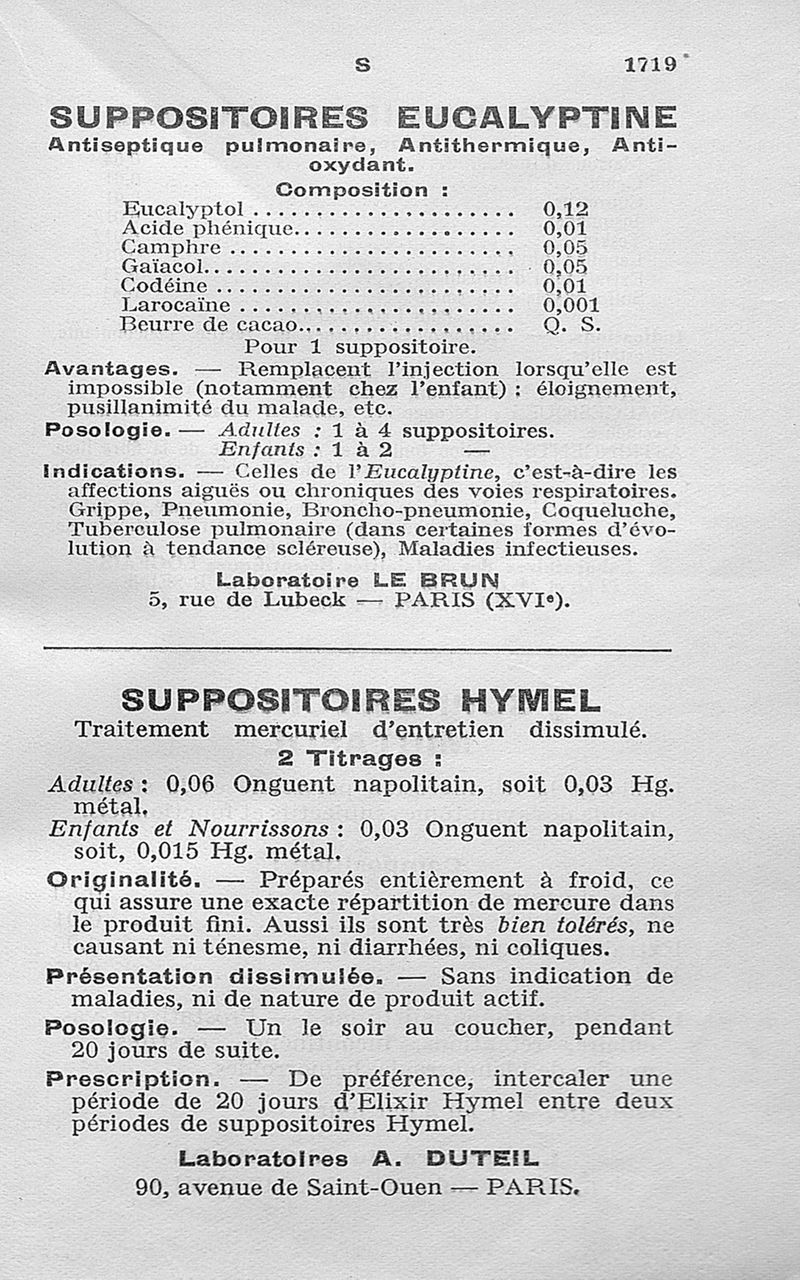 S 1719
SUPPOSITOIRES EUCALYPTINE
Antiseptique pulmonaire, Antithermique, Anti-
oxydant.
Composition :
Eucalyptol ..................... 0,12
Acide phénique.................. 0,01
Camphre ....................... 0,05
Gaïacol......................... 0,05
Codéine ........................ 0,01
Larocaïne ...................... 0,001
Beurre de cacao................. Q. S.
Pour 1 suppositoire.
Avantages. — Remplacent l'injection lorsqu'elle est
impossible (notamment chez l'enfant) : éloignement,
pusillanimité du malade, etc.
Posologie. — Adultes : 1 à 4 suppositoires.
Enfants : 1 à 2 —
Indications. — Celles de l'Eucalyptine, c'est-à-dire les
affections aiguës ou chroniques des voies respiratoires.
Grippe, Pneumonie, Broncho-pneumonie, Coqueluche,
Tuberculose pulmonaire (dans certaines formes d'évo-
lution à tendance scléreuse), Maladies infectieuses.
Laboratoire LE BRUN
5, rue de Lubeck — PARIS (XVIe).
SUPPOSITOIRES HYMEL
Traitement mercuriel d'entretien dissimulé.
2 Titrages :
Adultes : 0,06 Onguent napolitain, soit 0,03 Hg.
métal.
Enfants et Nourrissons : 0,03 Onguent napolitain,
soit, 0,015 Hg. métal.
Originalité. — Préparés entièrement à froid, ce
qui assure une exacte répartition de mercure dans
le produit fini. Aussi ils sont très bien tolérés, ne
causant ni ténesme, ni diarrhées, ni coliques.
Présentation dissimulée. — Sans indication de
maladies, ni de nature de produit actif.
Posologie. — Un le soir au coucher, pendant
20 jours de suite.
Prescription. — De préférence, intercaler une
période de 20 jours d'Elixir Hymel entre deux
périodes de suppositoires Hymel.
Laboratoires A. DUTEIL
90, avenue de Saint-Ouen — PARIS.